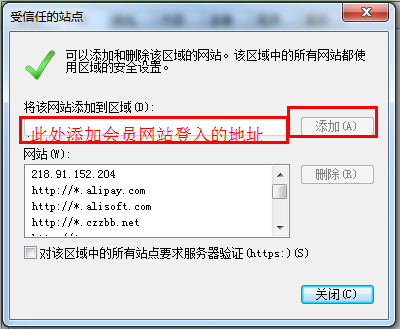 受信任的站点
可以添加和删除该区域的网站。该区域中的所有网站都使
用区域的安全设置。
将该网站添加到区域(D):
此处添加会员网站登入的地址
添加(A)
网站(W):
218.91.152.204
http://*.alipay.com
http://*.alisoft.com
http://*.czzbb.net
删除(R)
对该区域中的所有站点要求服务器验证(https:)(S)
关闭(C)